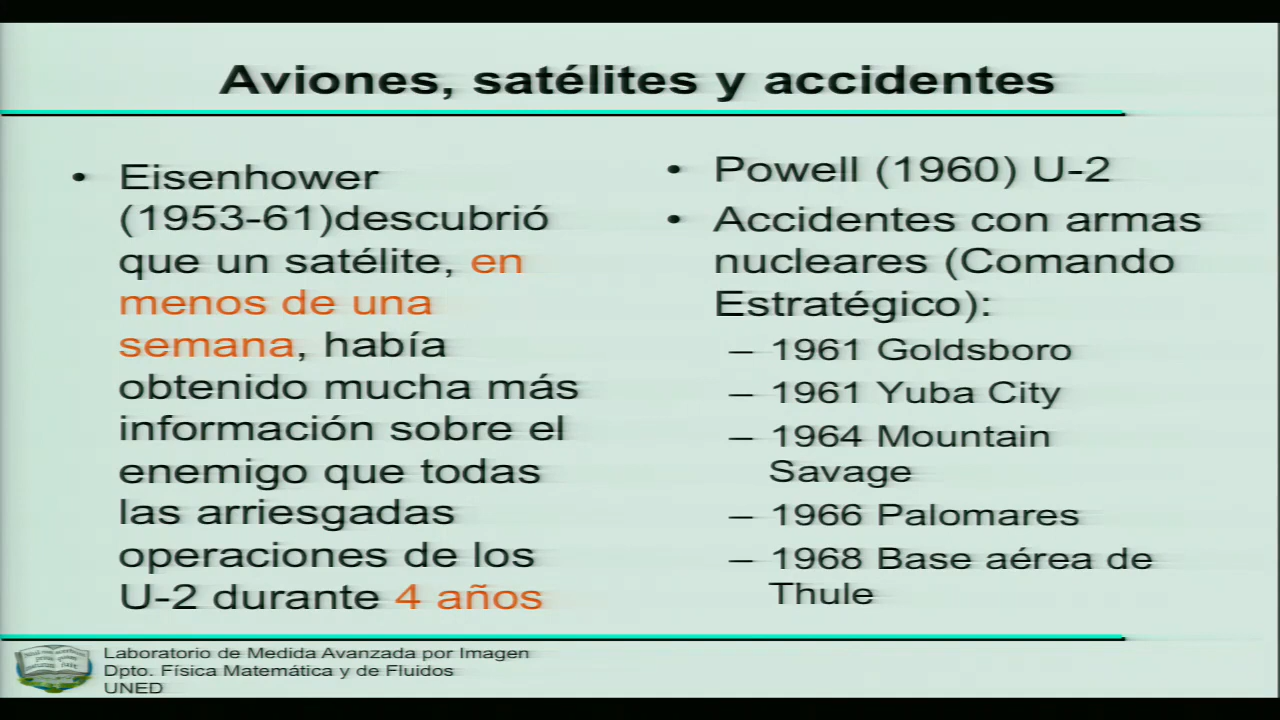 Aviones, satélites y accidentes
• Eisenhower
(1953-61)descubrió
que un satélite, en
menos de una
semana, había
obtenido mucha más
información sobre el
enemigo que todas
las arriesgadas
operaciones de los
U-2 durante 4 años
• Powell (1960) U-2
• Accidentes con armas
nucleares (Comando
Estratégico):
– 1961 Goldsboro
– 1961 Yuba City
– 1964 Mountain
Savage
– 1966 Palomares
– 1968 Base aérea de
Thule
Laboratorio de Medida Avanzada por Imagen
Dpto. Física Matemática y de Fluidos
UNED